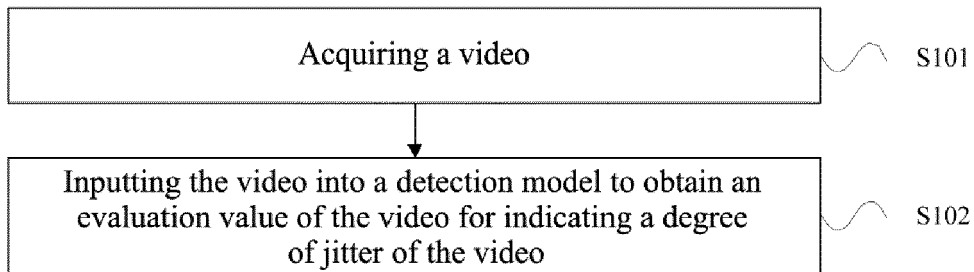 Acquiring a video
S101
Inputting the video into a detection model to obtain an
evaluation value of the video for indicating a degree
of jitter of the video
S102